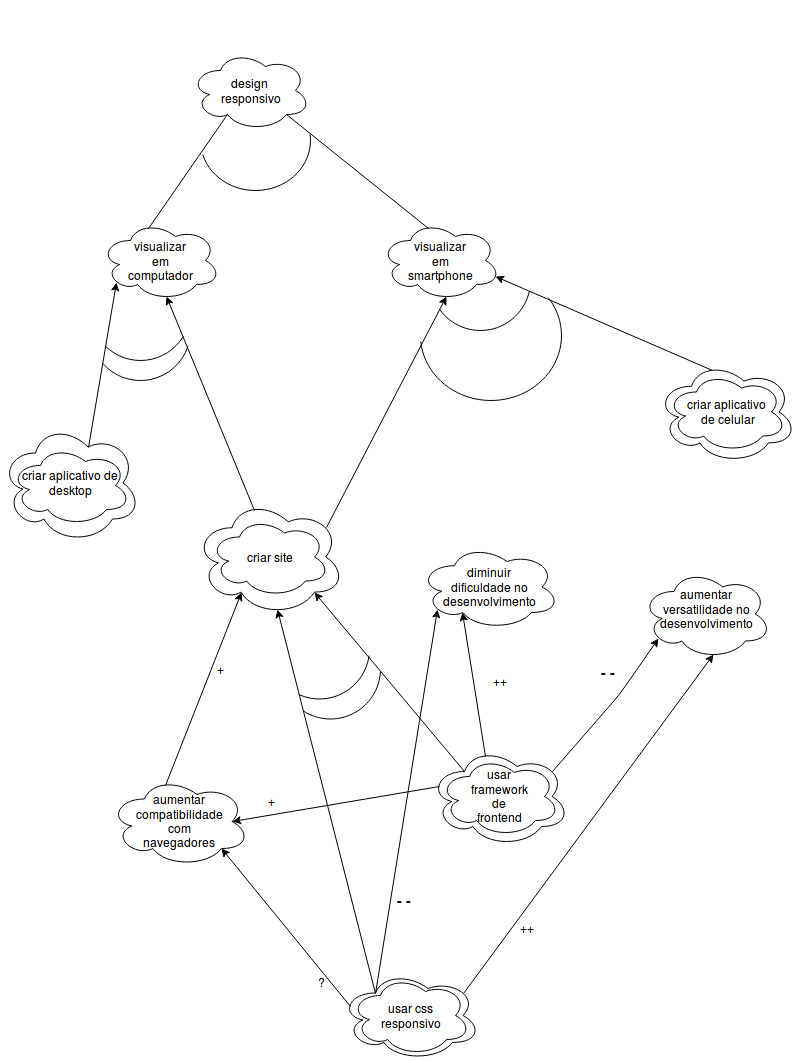 design
responsivo
visualizar
em
computador
visualizar
em
smartphone
criar aplicativo
de celular
criar aplicativo de
desktop
criar site
diminuir
dificuldade no
desenvolvimento
aumentar
versatilidade no
desenvolvimento
+
++
- -
usar
framework
de
frontend
aumentar
compatibilidade
com
navegadores
+
- -
++
?
usar css
responsivo